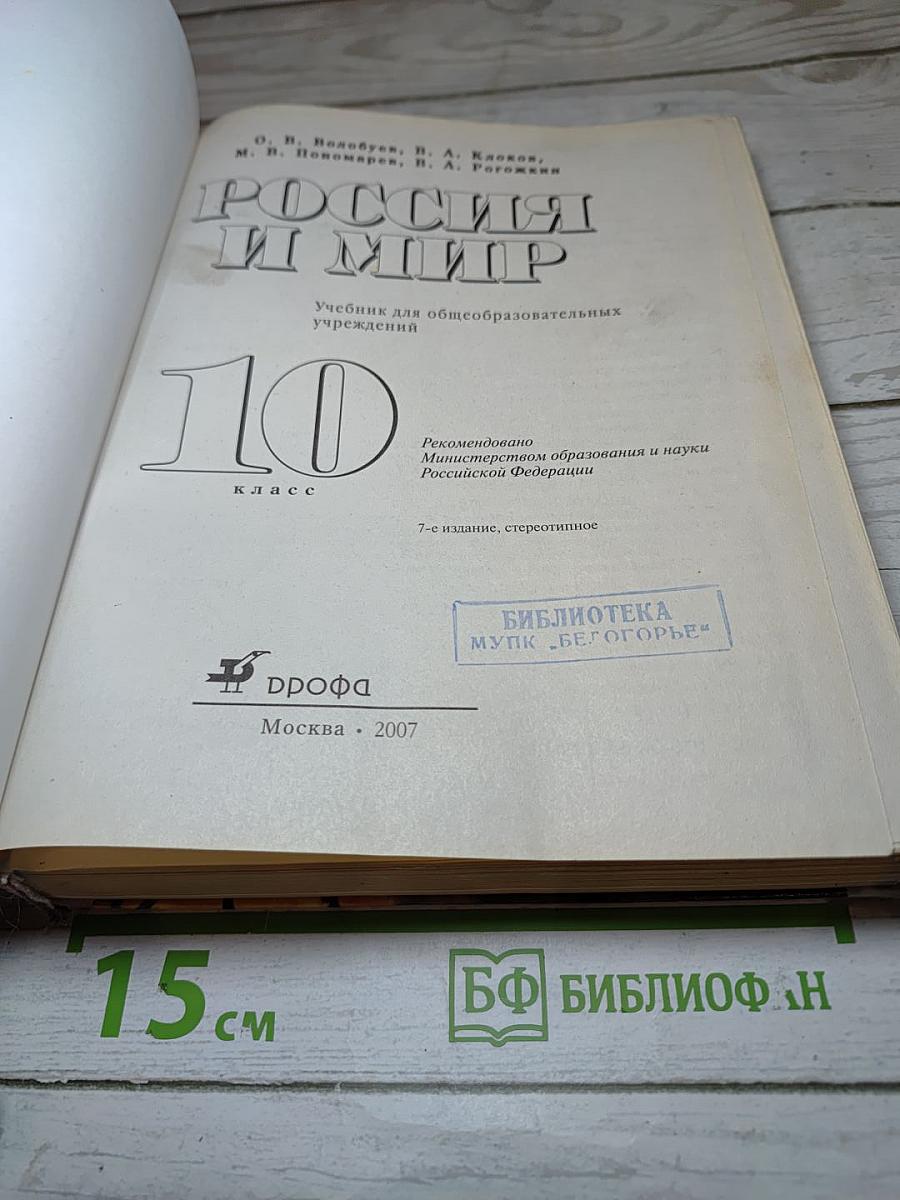 О. В. Волобуев, В. А. Клоков,
М. В. Пономарев, В. А. Рогожкин
РОССИЯ
И МИР
Учебник для общеобразовательных
учреждений
10
класс
Рекомендовано
Министерством образования и науки
Российской Федерации
7-е издание, стереотипное
БИБЛИОТЕКА
МУПК „БЕЛОГОРЬЕ"
дрофа
Москва • 2007
15 см
БФ БИБЛИОФАН